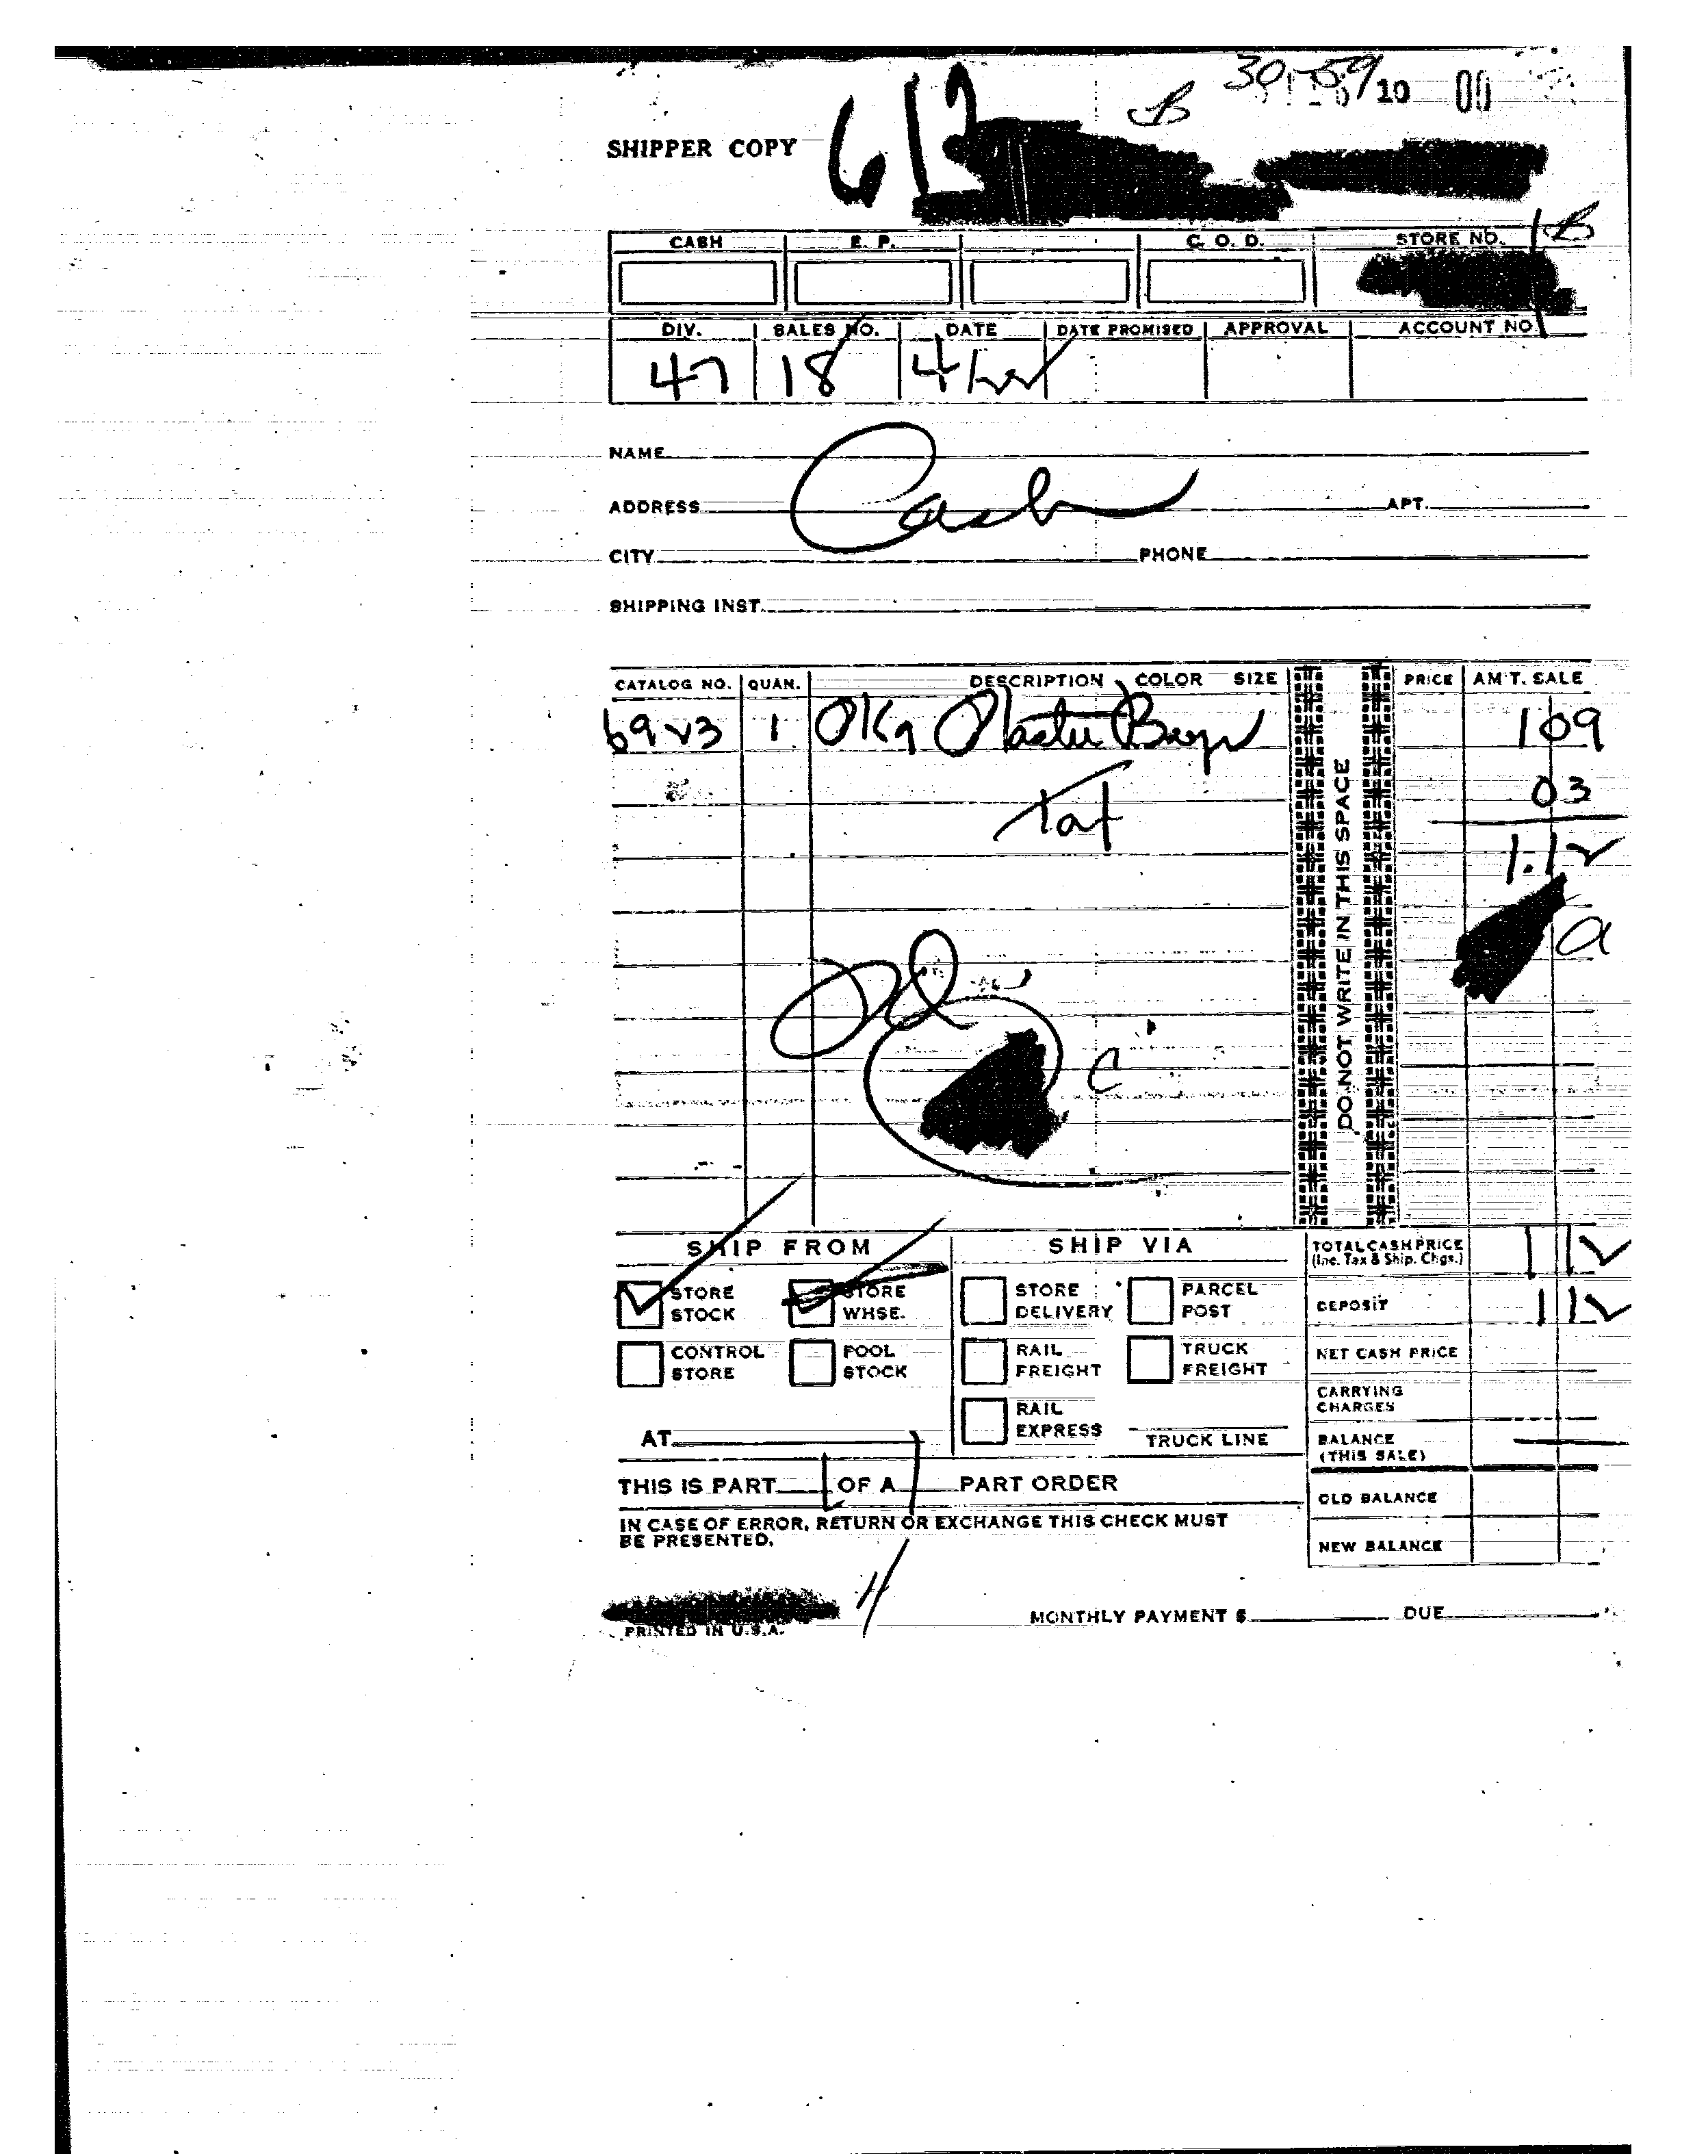 30-59
B 10 00
SHIPPER COPY 612
CASH E. P. C. O. D. STORE NO. B
DIV. SALES NO. DATE DATE PROMISED APPROVAL ACCOUNT NO.
47 18 4/22
NAME
Cash
ADDRESS APT.
CITY PHONE
SHIPPING INST.
CATALOG NO. QUAN. DESCRIPTION COLOR SIZE PRICE AM'T. SALE
6923 1 Pkg Plastic Bags 1 09
Tax 03
1.12
a
C
DO NOT WRITE IN THIS SPACE
SHIP FROM SHIP VIA TOTAL CASH PRICE 1 12
(Inc. Tax & Ship. Chgs.)
STORE STORE STORE PARCEL
STOCK WHSE. DELIVERY POST DEPOSIT 1 12
CONTROL POOL RAIL TRUCK NET CASH PRICE
STORE STOCK FREIGHT FREIGHT
RAIL CARRYING
EXPRESS CHARGES
AT TRUCK LINE BALANCE
(THIS SALE)
THIS IS PART 1 OF A 1 PART ORDER
OLD BALANCE
IN CASE OF ERROR, RETURN OR EXCHANGE THIS CHECK MUST
BE PRESENTED.
NEW BALANCE
MONTHLY PAYMENT $ DUE
PRINTED IN U.S.A.